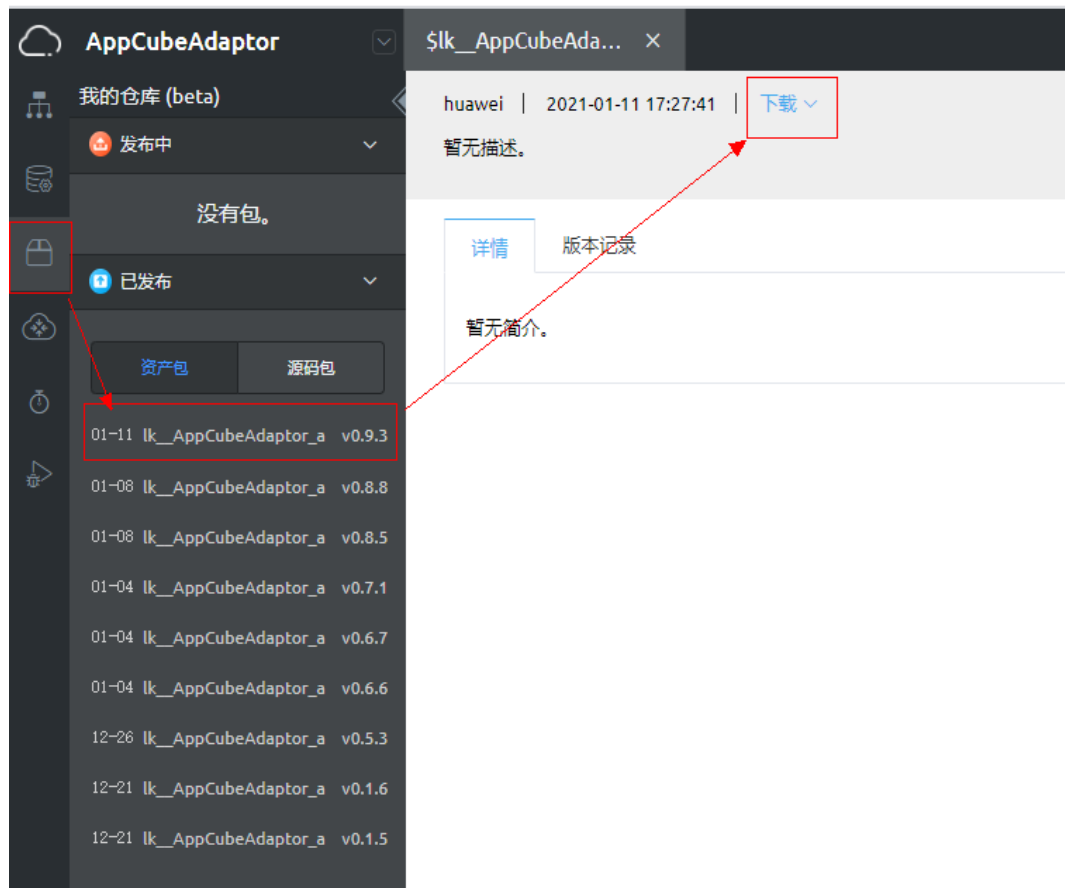 AppCubeAdaptor
$lk__AppCubeAda... ×
我的仓库 (beta)
huawei | 2021-01-11 17:27:41 | 下载
暂无描述。
发布中
没有包。
详情 版本记录
已发布
暂无简介。
资产包 源码包
01-11 lk__AppCubeAdaptor_a v0.9.3
01-08 lk__AppCubeAdaptor_a v0.8.8
01-08 lk__AppCubeAdaptor_a v0.8.5
01-04 lk__AppCubeAdaptor_a v0.7.1
01-04 lk__AppCubeAdaptor_a v0.6.7
01-04 lk__AppCubeAdaptor_a v0.6.6
12-26 lk__AppCubeAdaptor_a v0.5.3
12-21 lk__AppCubeAdaptor_a v0.1.6
12-21 lk__AppCubeAdaptor_a v0.1.5